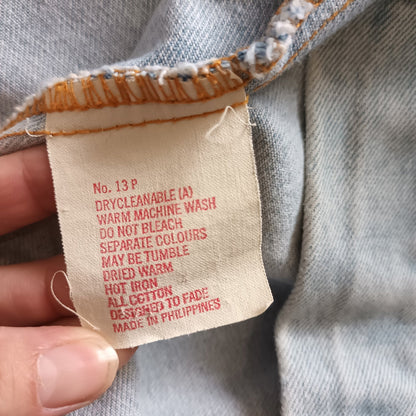 No. 13 P
DRYCLEANABLE (A)
WARM MACHINE WASH
DO NOT BLEACH
SEPARATE COLOURS
MAY BE TUMBLE
DRIED WARM
HOT IRON
ALL COTTON
DESIGNED TO FADE
MADE IN PHILIPPINES